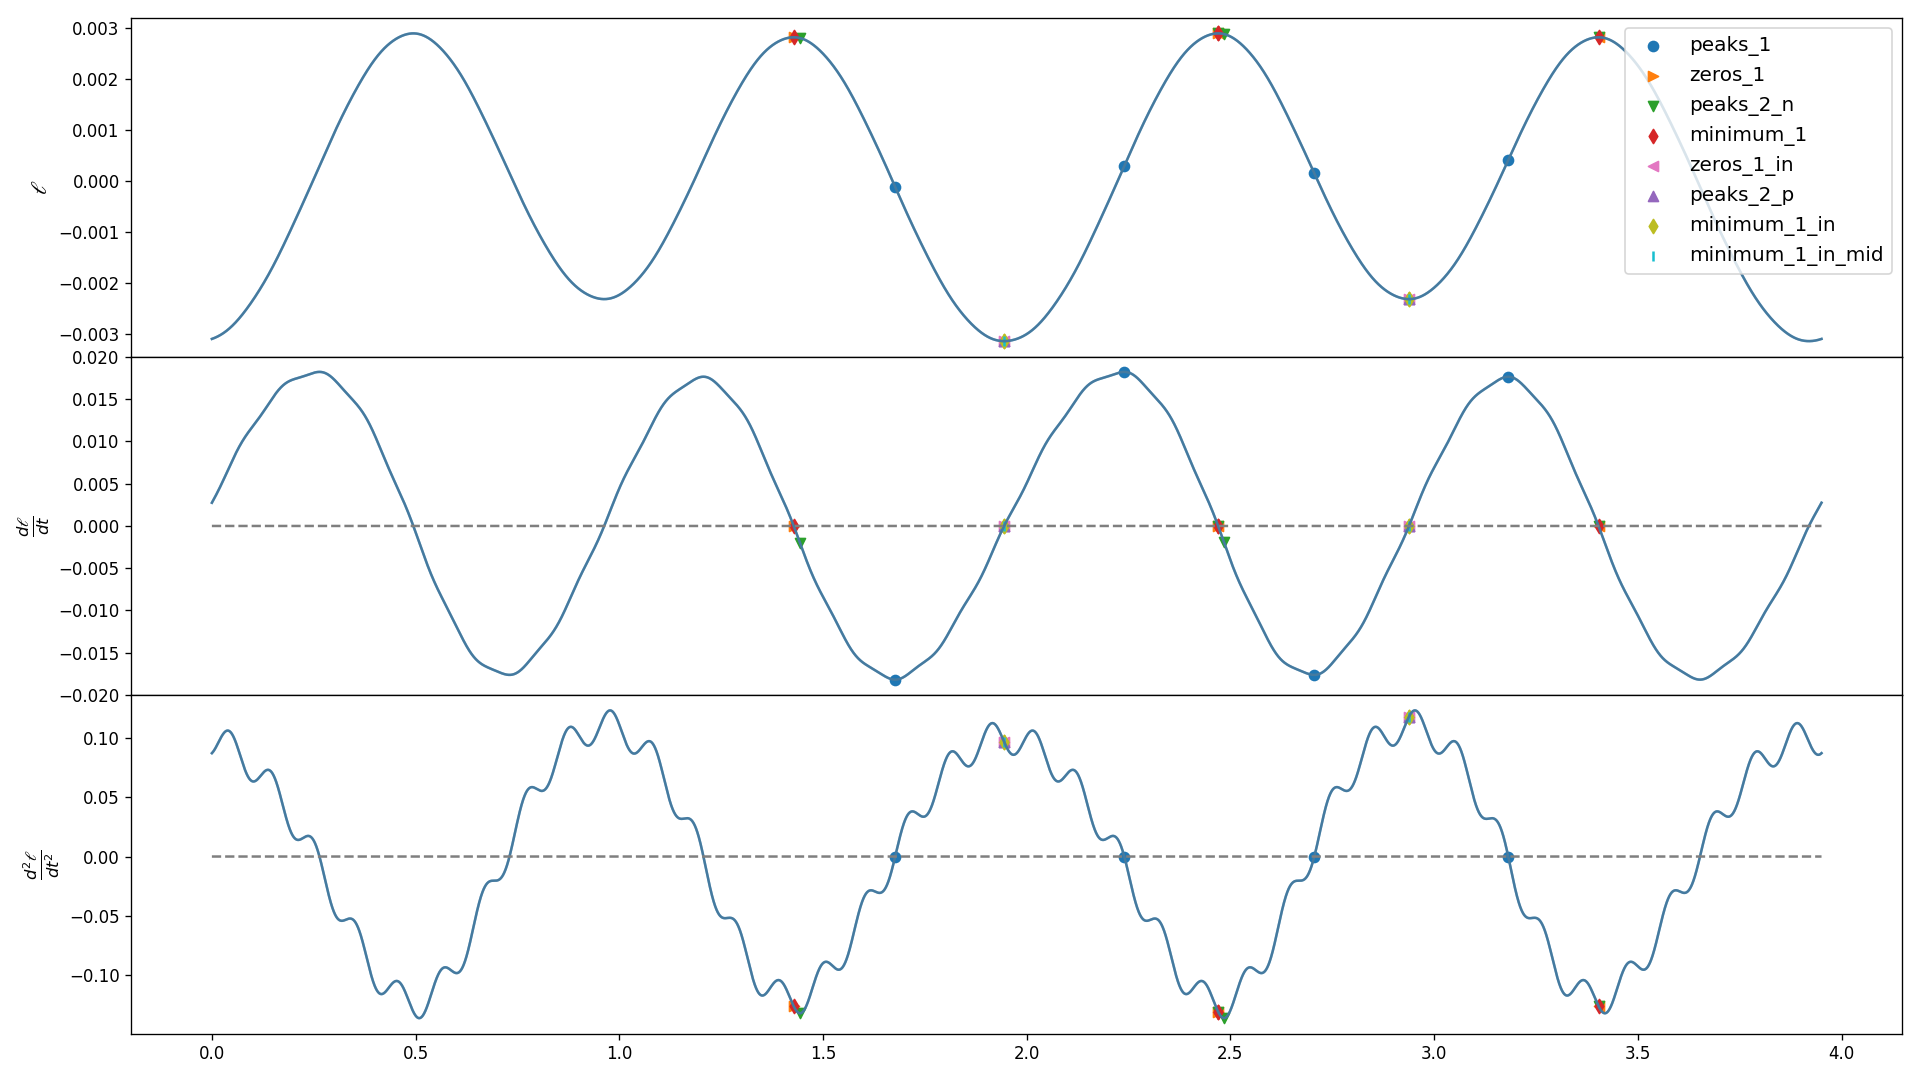 0.003
0.002
0.001
0.000
−0.001
−0.002
−0.003
ℓ
peaks_1
zeros_1
peaks_2_n
minimum_1
zeros_1_in
peaks_2_p
minimum_1_in
minimum_1_in_mid
0.020
0.015
0.010
0.005
0.000
−0.005
−0.010
−0.015
−0.020
dℓ
dt
0.10
0.05
0.00
−0.05
−0.10
d²ℓ
dt²
0.0 0.5 1.0 1.5 2.0 2.5 3.0 3.5 4.0